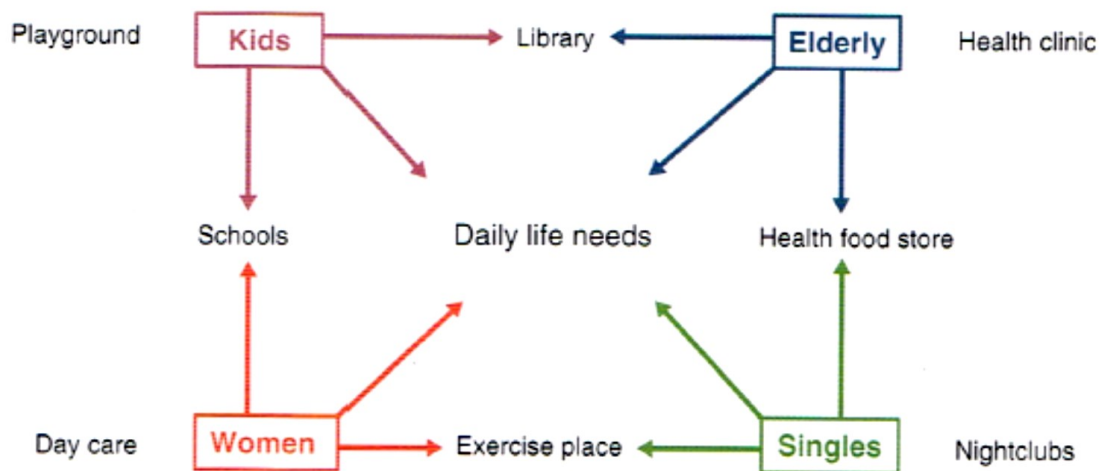 Playground
Kids
Library
Elderly
Health clinic
Schools
Daily life needs
Health food store
Day care
Women
Exercise place
Singles
Nightclubs